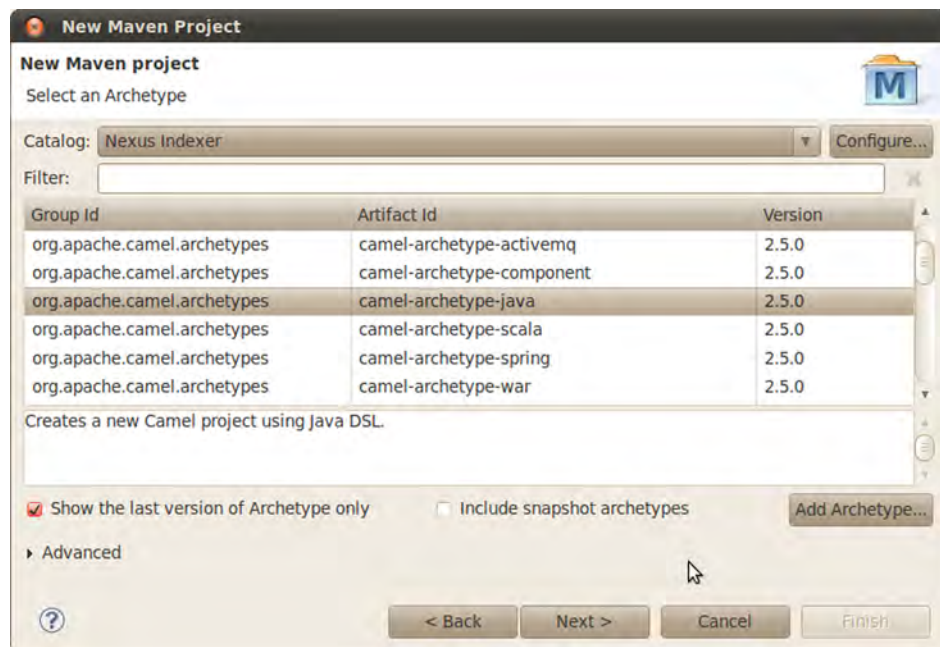 New Maven Project
New Maven project
Select an Archetype
M
Catalog: Nexus Indexer Configure...
Filter:
Group Id Artifact Id Version
org.apache.camel.archetypes camel-archetype-activemq 2.5.0
org.apache.camel.archetypes camel-archetype-component 2.5.0
org.apache.camel.archetypes camel-archetype-java 2.5.0
org.apache.camel.archetypes camel-archetype-scala 2.5.0
org.apache.camel.archetypes camel-archetype-spring 2.5.0
org.apache.camel.archetypes camel-archetype-war 2.5.0
Creates a new Camel project using Java DSL.
Show the last version of Archetype only Include snapshot archetypes Add Archetype...
Advanced
? < Back Next > Cancel Finish